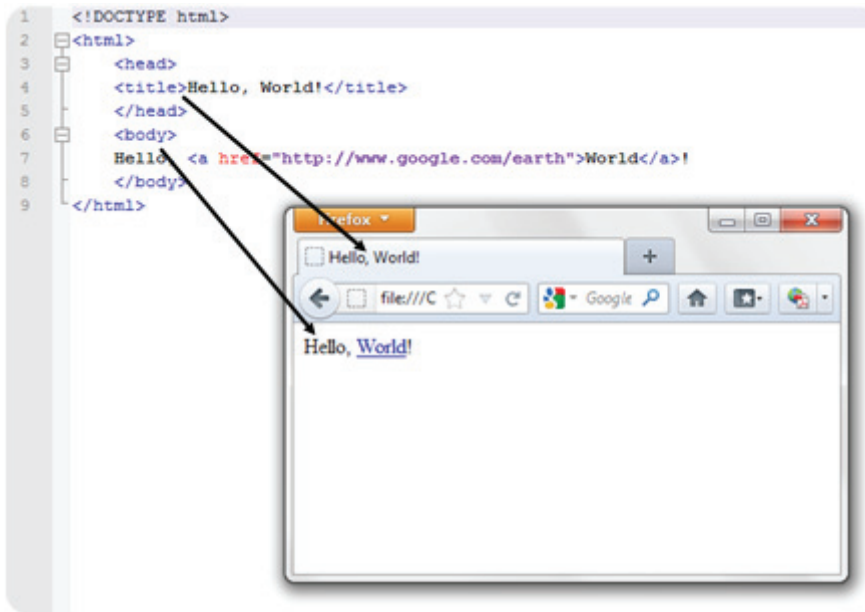 1 <!DOCTYPE html>
2 <html>
3 <head>
4 <title>Hello, World!</title>
5 </head>
6 <body>
7 Hello, <a href="http://www.google.com/earth">World</a>!
8 </body>
9 </html>
Firefox
Hello, World!
file:///C
Google
Hello, World!